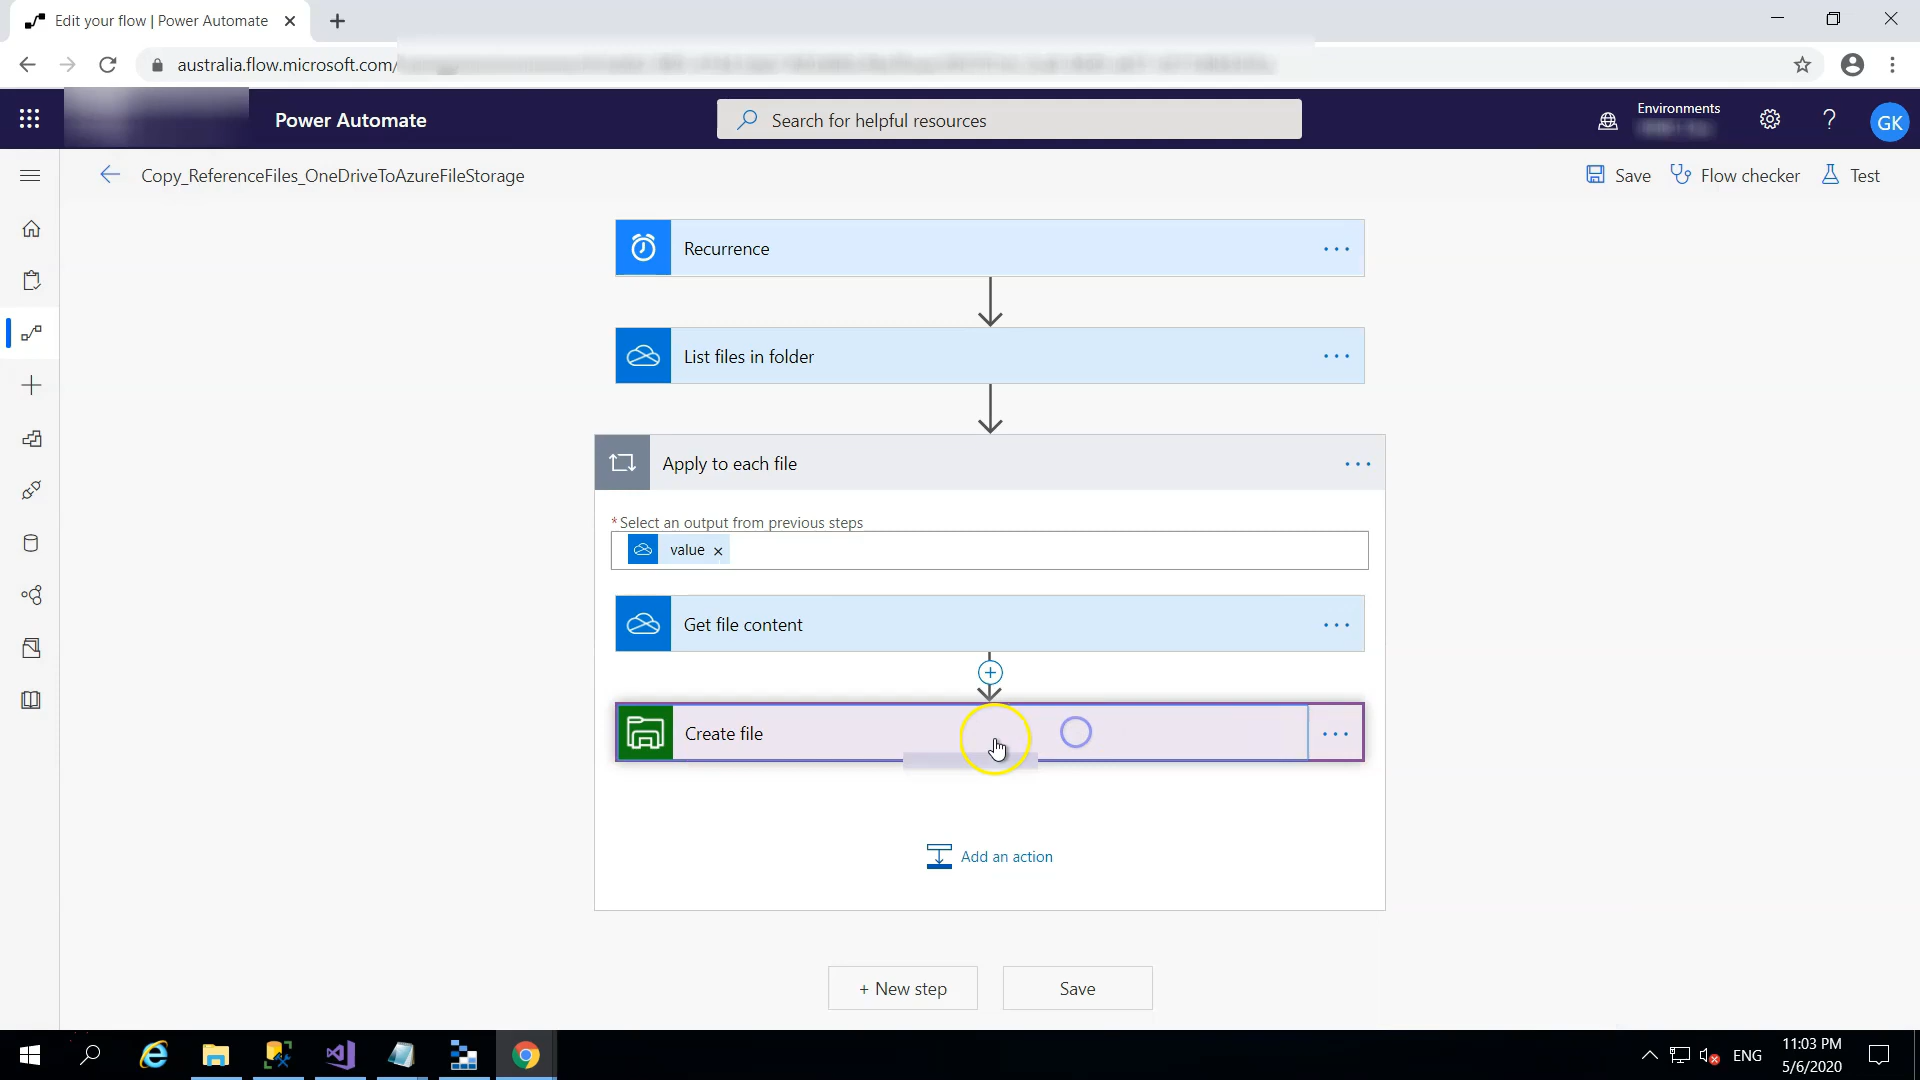 Edit your flow | Power Automate
australia.flow.microsoft.com/
Power Automate
Search for helpful resources
Environments
GK
Copy_ReferenceFiles_OneDriveToAzureFileStorage
Save
Flow checker
Test
Recurrence
List files in folder
Apply to each file
* Select an output from previous steps
value ×
Get file content
Create file
Add an action
+ New step
Save
ENG
11:03 PM
5/6/2020